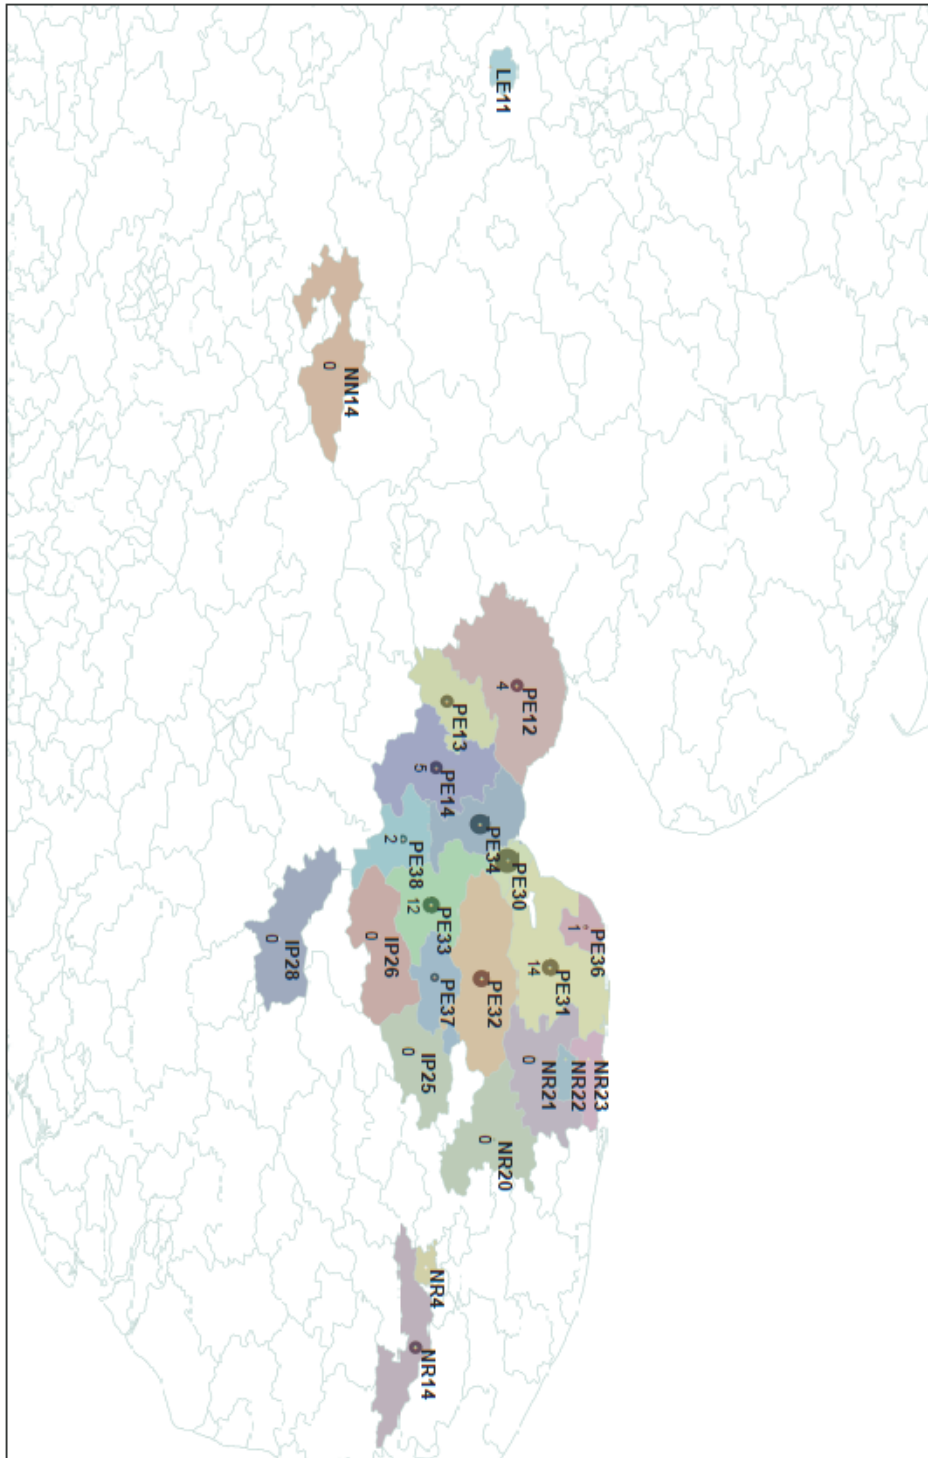 LE11
NN14
0
PE12
4
PE13
PE14
5
PE34
PE30
PE38
2
PE33
12
PE36
1
PE31
14
PE32
PE37
IP26
0
IP28
0
IP25
0
NR23
NR22
NR21
0
NR20
0
NR4
NR14